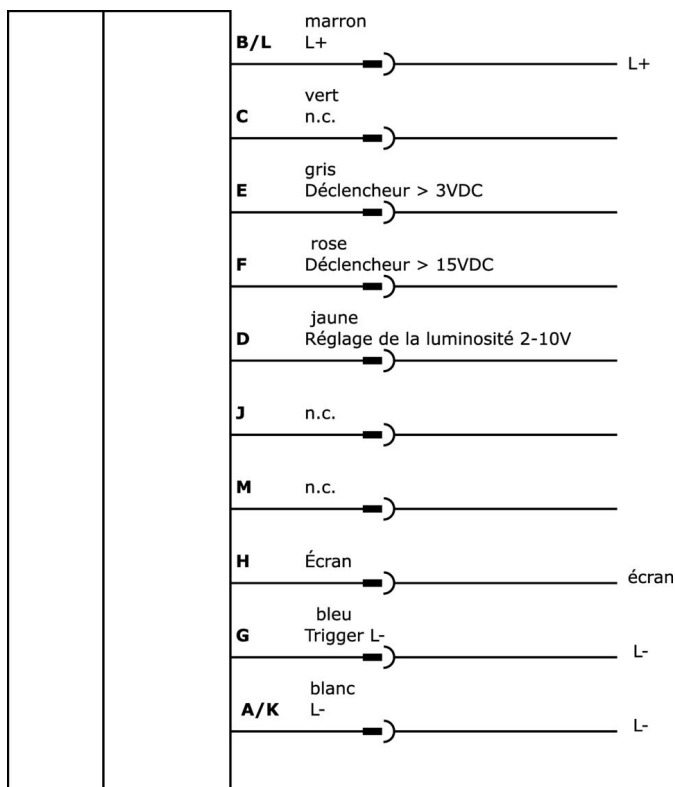 marron
B/L L+
L+
vert
C n.c.
gris
E Déclencheur > 3VDC
rose
F Déclencheur > 15VDC
jaune
D Réglage de la luminosité 2-10V
J n.c.
M n.c.
H Écran
écran
bleu
G Trigger L-
L-
blanc
A/K L-
L-